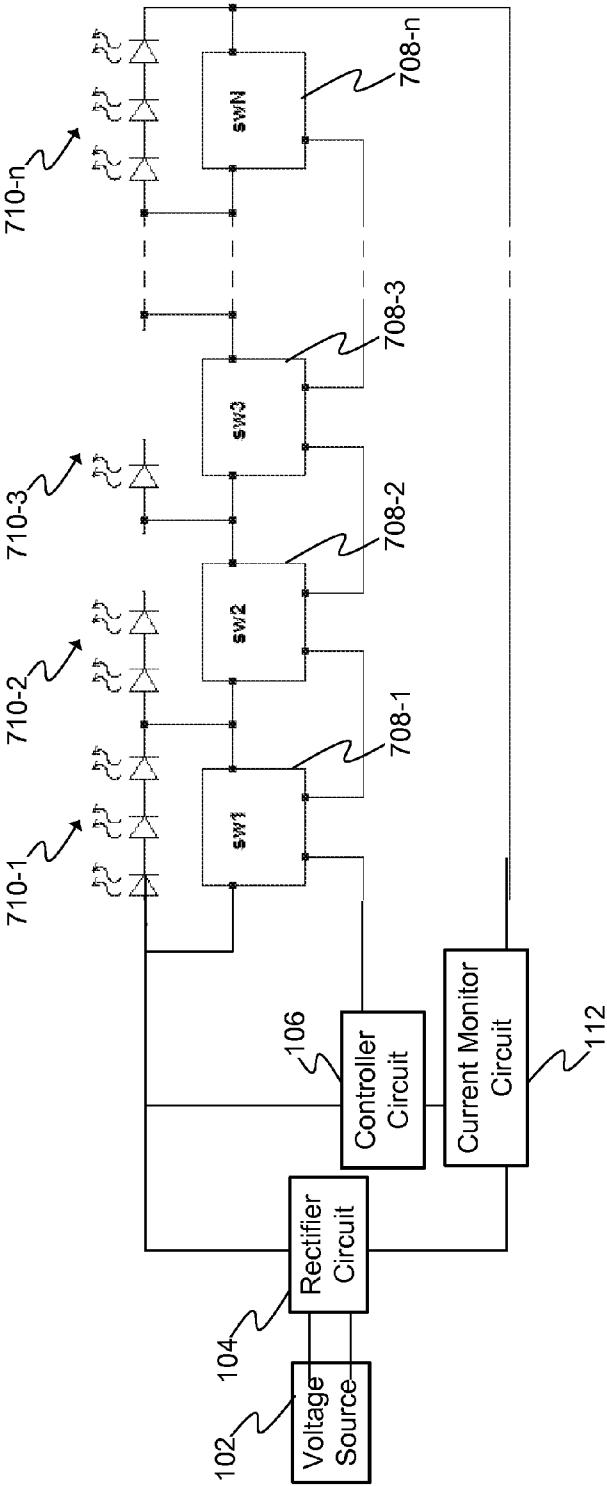 710-1
710-2
710-3
710-n
sw1
sw2
sw3
swN
708-1
708-2
708-3
708-n
102
Voltage
Source
104
Rectifier
Circuit
106
Controller
Circuit
Current Monitor
Circuit
112